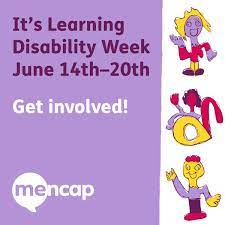 It's Learning
Disability Week
June 14th–20th
Get involved!
mencap